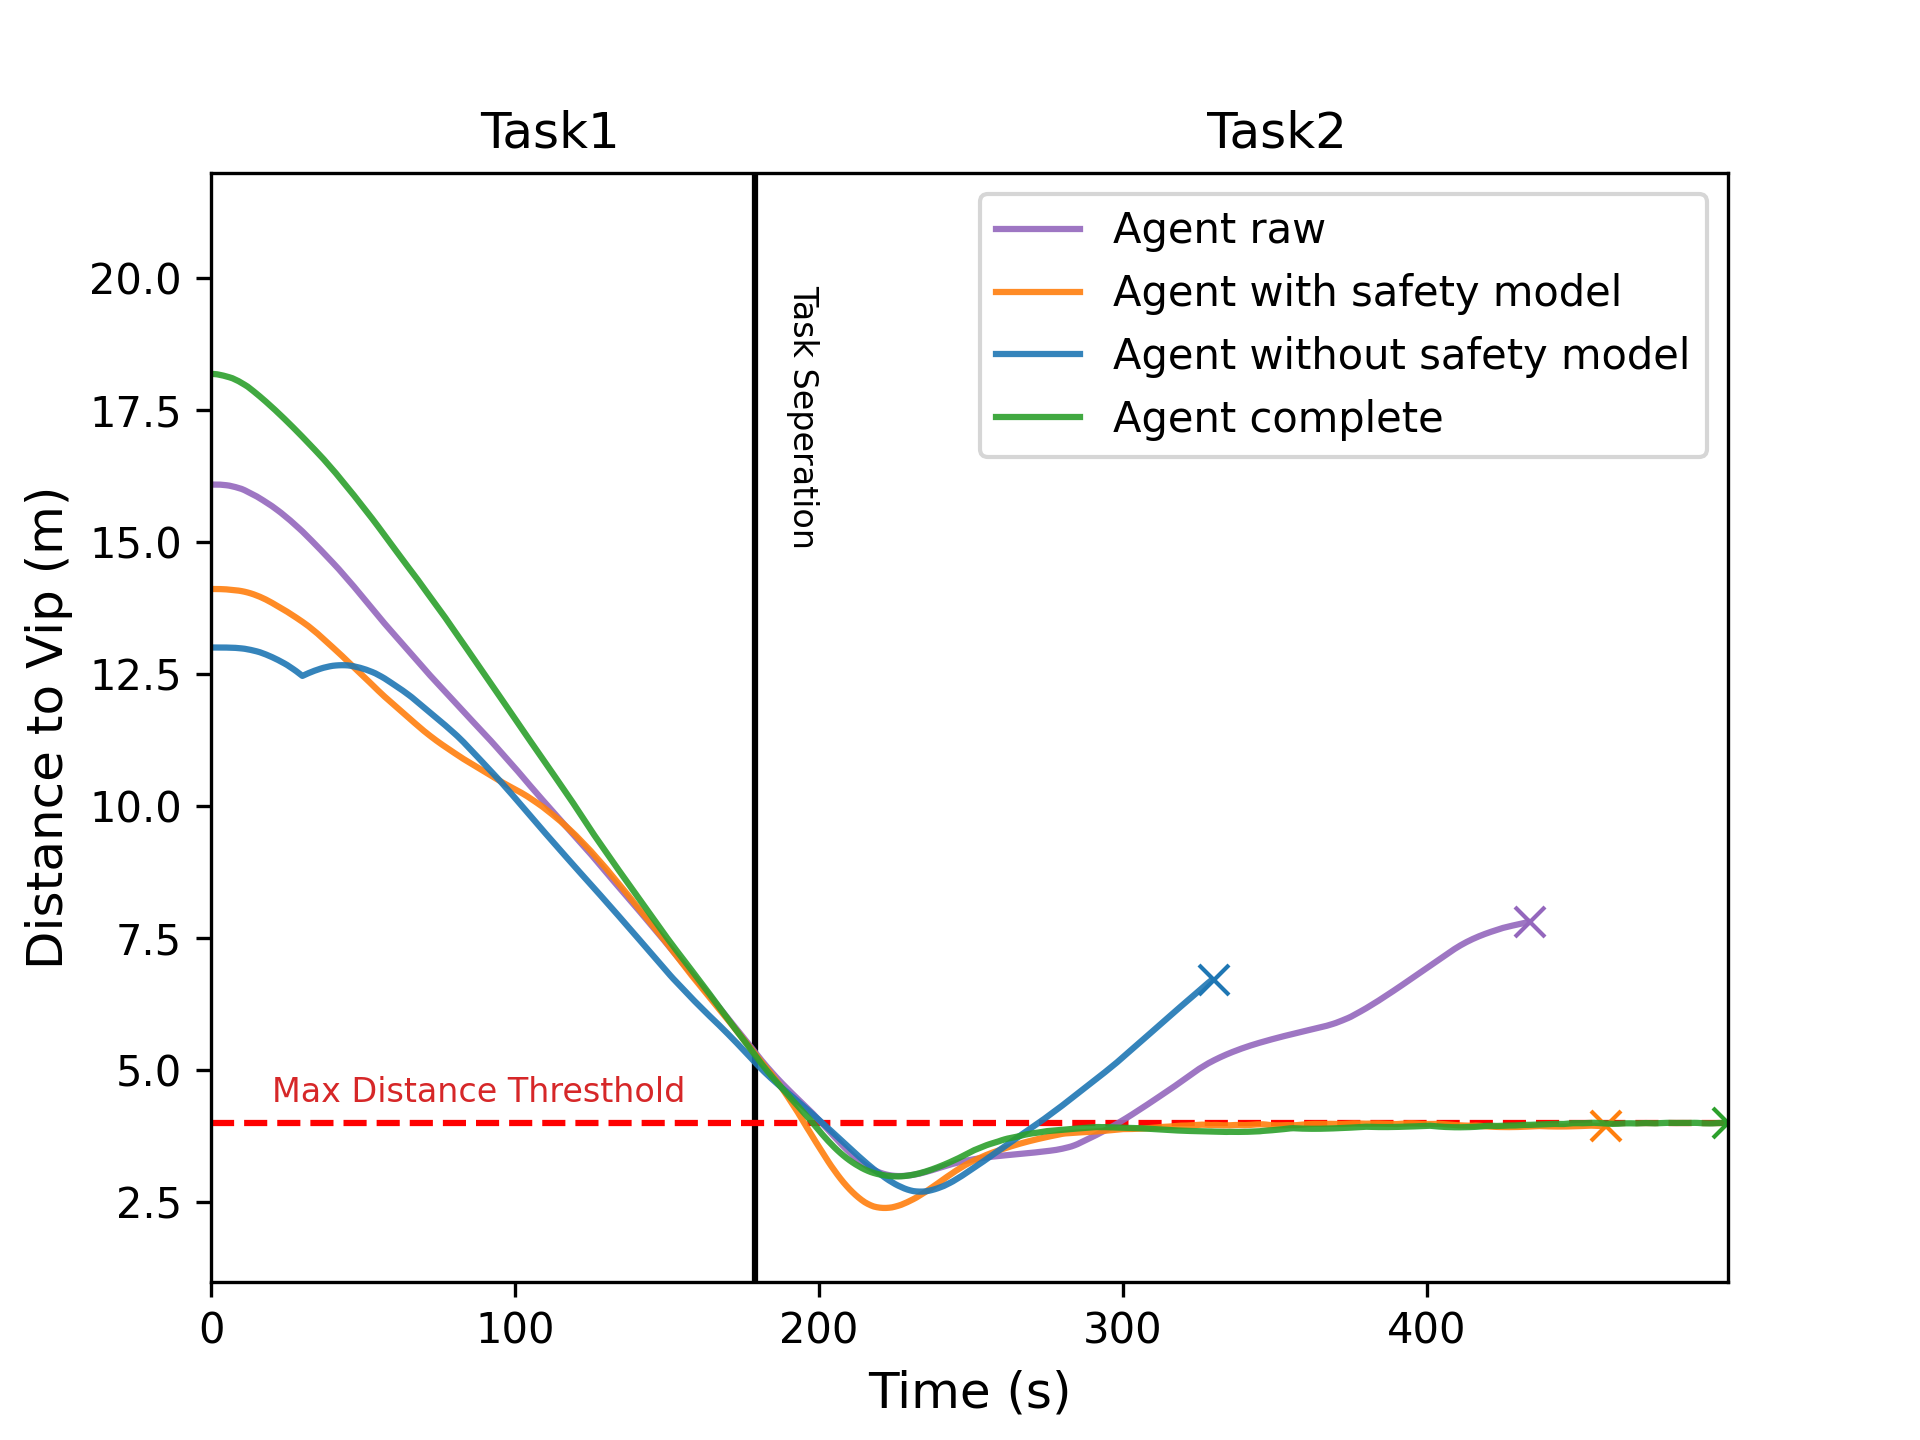 Task1
Task2
Agent raw
Agent with safety model
Agent without safety model
Agent complete
Task Seperation
Max Distance Thresthold
Distance to Vip (m)
20.0
17.5
15.0
12.5
10.0
7.5
5.0
2.5
0
100
200
300
400
Time (s)